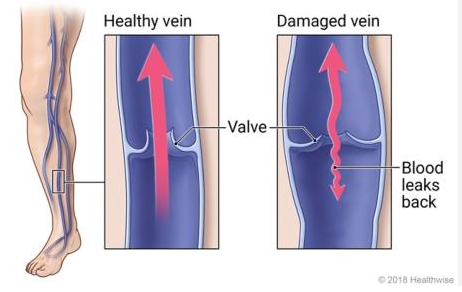 Healthy vein
Damaged vein
Valve
Blood
leaks
back
© 2018 Healthwise